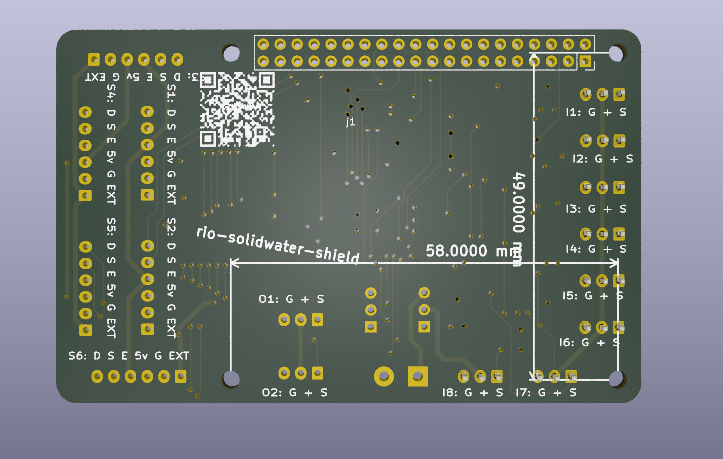 S3: D S E 5v G EXT
S4: D S E 5v G EXT
S1: D S E 5v G EXT
j1
I1: G + S
I2: G + S
I3: G + S
I4: G + S
I5: G + S
I6: G + S
49.0000 mm
58.0000 mm
rio-solidwater-shield
S5: D S E 5v G EXT
S2: D S E 5v G EXT
O1: G + S
S6: D S E 5v G EXT
O2: G + S
I8: G + S
I7: G + S